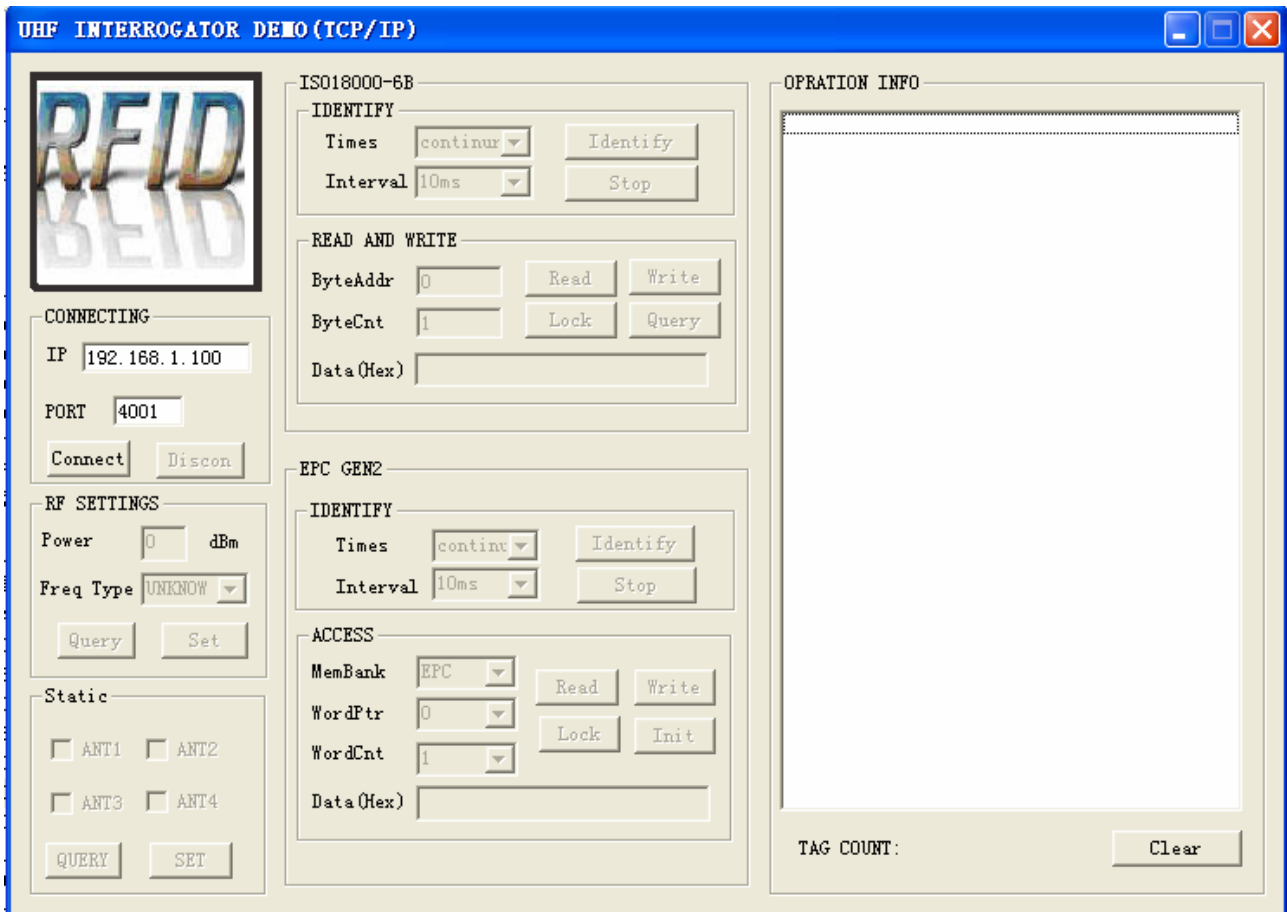 UHF INTERROGATOR DEMO(TCP/IP)
RFID
CONNECTING
IP 192.168.1.100
PORT 4001
Connect Discon
RF SETTINGS
Power 0 dBm
Freq Type UNKNOW
Query Set
Static
ANT1 ANT2
ANT3 ANT4
QUERY SET
ISO18000-6B
IDENTIFY
Times continur Identify
Interval 10ms Stop
READ AND WRITE
ByteAddr 0 Read Write
ByteCnt 1 Lock Query
Data(Hex)
EPC GEN2
IDENTIFY
Times continu Identify
Interval 10ms Stop
ACCESS
MemBank EPC Read Write
WordPtr 0
Lock Init
WordCnt 1
Data(Hex)
OPRATION INFO
TAG COUNT: Clear